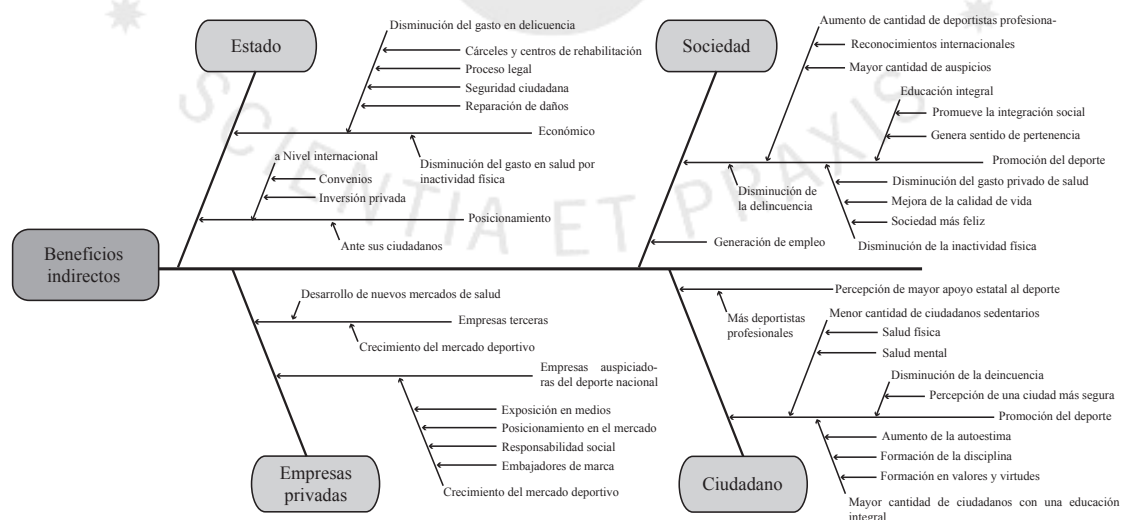 Estado
Disminución del gasto en delicuencia
Cárceles y centros de rehabilitación
Proceso legal
Seguridad ciudadana
Reparación de daños
Económico
Disminución del gasto en salud por
inactividad física
a Nivel internacional
Convenios
Inversión privada
Posicionamiento
Ante sus ciudadanos
Sociedad
Aumento de cantidad de deportistas profesiona-
Reconocimientos internacionales
Mayor cantidad de auspicios
Educación integral
Promueve la integración social
Genera sentido de pertenencia
Promoción del deporte
Disminución de
la delincuencia
Disminución del gasto privado de salud
Mejora de la calidad de vida
Sociedad más feliz
Disminución de la inactividad física
Generación de empleo
Beneficios
indirectos
Desarrollo de nuevos mercados de salud
Empresas terceras
Crecimiento del mercado deportivo
Empresas auspiciado-
ras del deporte nacional
Exposición en medios
Posicionamiento en el mercado
Responsabilidad social
Embajadores de marca
Crecimiento del mercado deportivo
Empresas
privadas
Percepción de mayor apoyo estatal al deporte
Más deportistas
profesionales
Menor cantidad de ciudadanos sedentarios
Salud física
Salud mental
Disminución de la deincuencia
Percepción de una ciudad más segura
Promoción del deporte
Aumento de la autoestima
Formación de la disciplina
Formación en valores y virtudes
Mayor cantidad de ciudadanos con una educación
integral
Ciudadano
SCIENTIA ET PRAXIS